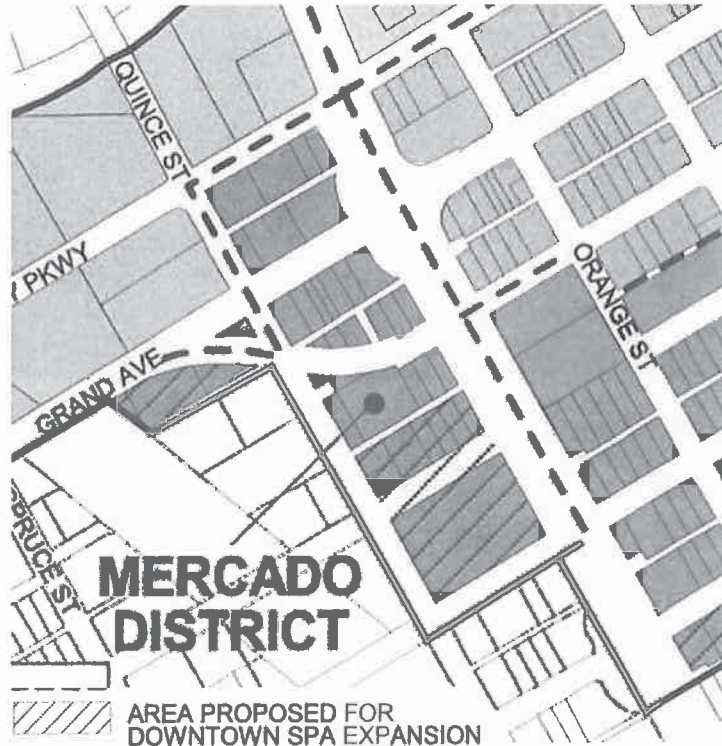 QUINCE ST
Y PKWY
ORANGE ST
GRAND AVE
SPRUCE ST
MERCADO
DISTRICT
AREA PROPOSED FOR
DOWNTOWN SPA EXPANSION